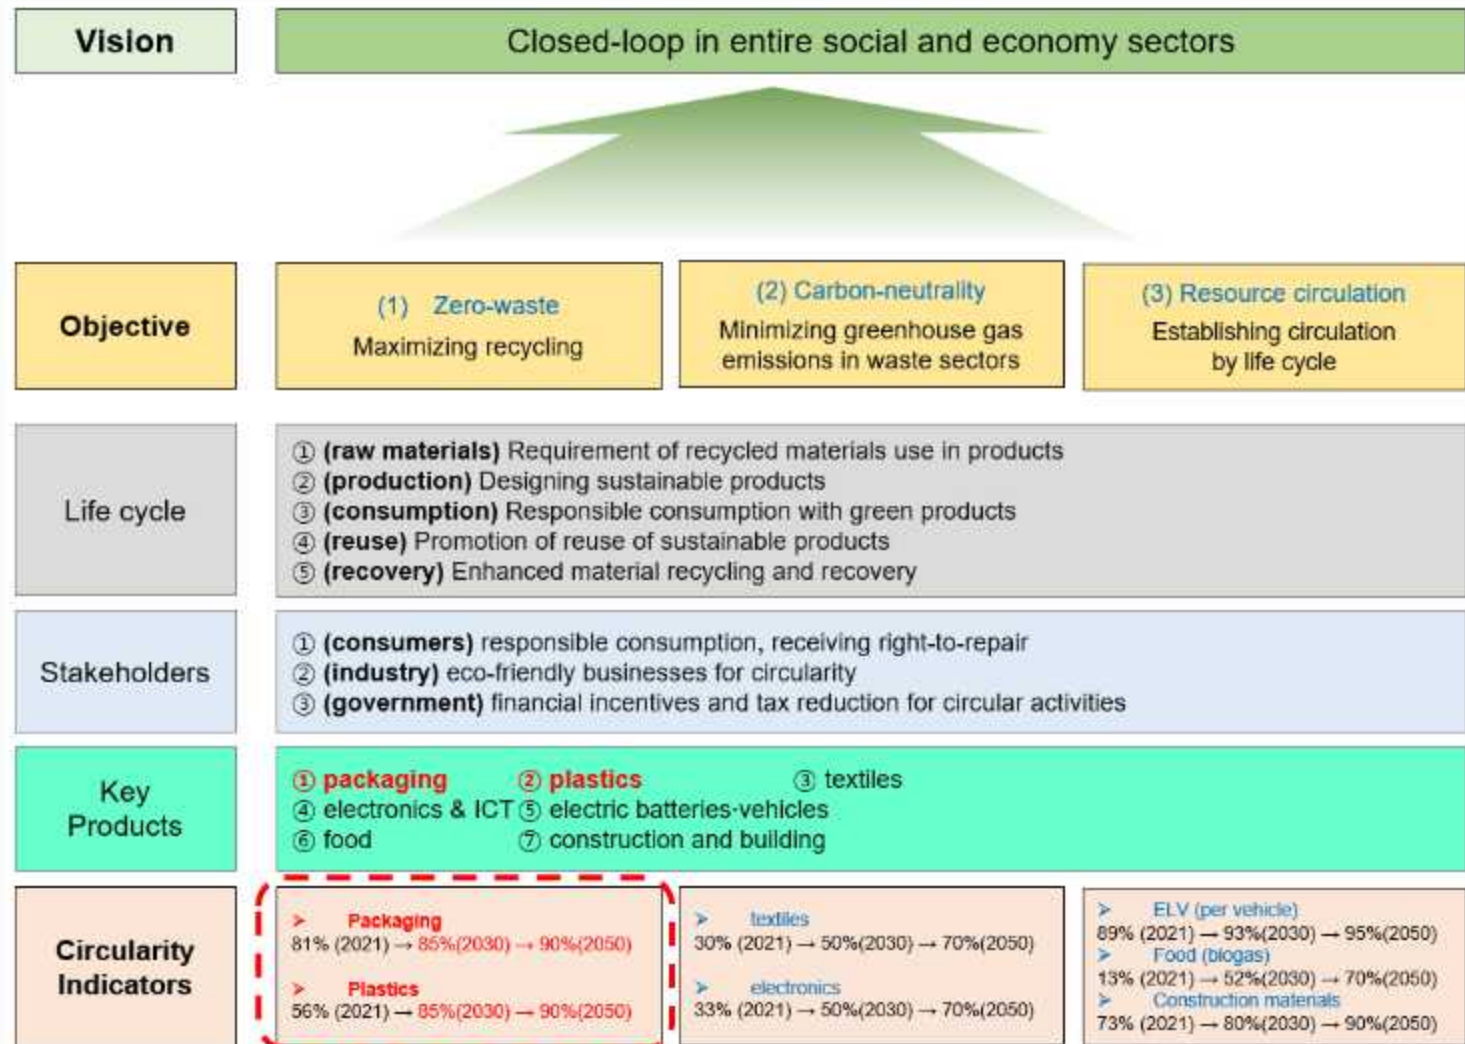 Vision
Closed-loop in entire social and economy sectors
Objective
(1) Zero-waste
Maximizing recycling
(2) Carbon-neutrality
Minimizing greenhouse gas
emissions in waste sectors
(3) Resource circulation
Establishing circulation
by life cycle
Life cycle
① (raw materials) Requirement of recycled materials use in products
② (production) Designing sustainable products
③ (consumption) Responsible consumption with green products
④ (reuse) Promotion of reuse of sustainable products
⑤ (recovery) Enhanced material recycling and recovery
Stakeholders
① (consumers) responsible consumption, receiving right-to-repair
② (industry) eco-friendly businesses for circularity
③ (government) financial incentives and tax reduction for circular activities
Key
Products
① packaging ② plastics ③ textiles
④ electronics & ICT ⑤ electric batteries·vehicles
⑥ food ⑦ construction and building
Circularity
Indicators
➢ Packaging
81% (2021) → 85%(2030) → 90%(2050)
➢ Plastics
56% (2021) → 85%(2030) → 90%(2050)
➢ textiles
30% (2021) → 50%(2030) → 70%(2050)
➢ electronics
33% (2021) → 50%(2030) → 70%(2050)
➢ ELV (per vehicle)
89% (2021) → 93%(2030) → 95%(2050)
➢ Food (biogas)
13% (2021) → 52%(2030) → 70%(2050)
➢ Construction materials
73% (2021) → 80%(2030) → 90%(2050)